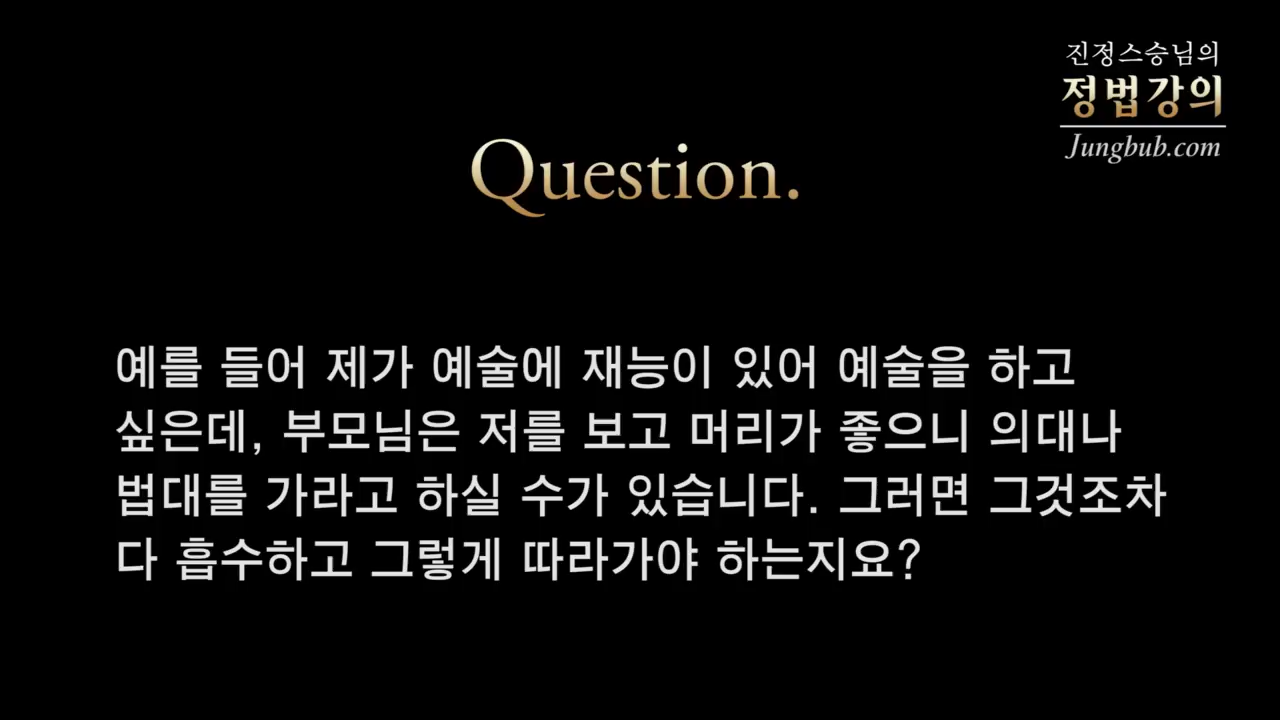 진정스승님의
정법강의
Jungbub.com
Question.
예를 들어 제가 예술에 재능이 있어 예술을 하고
싶은데, 부모님은 저를 보고 머리가 좋으니 의대나
법대를 가라고 하실 수가 있습니다. 그러면 그것조차
다 흡수하고 그렇게 따라가야 하는지요?